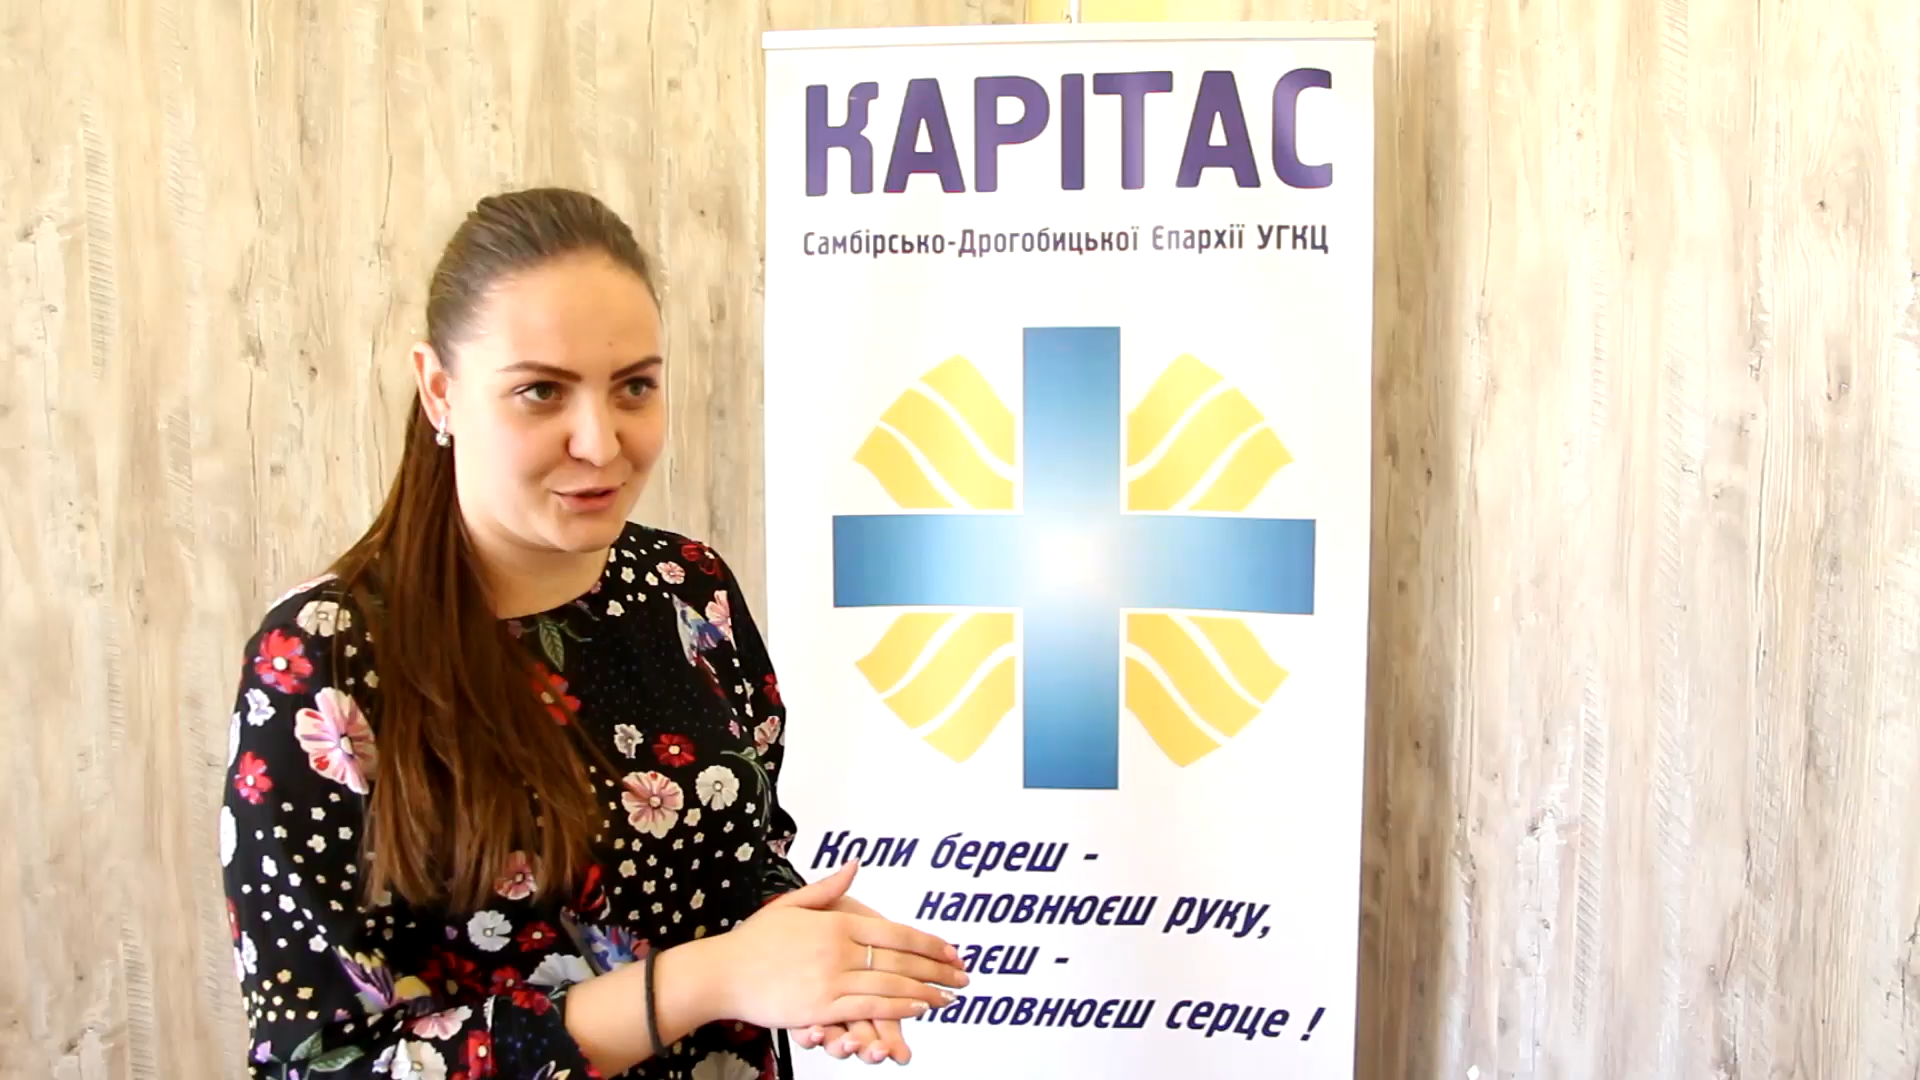 КАРІТАС
Самбірсько-Дрогобицької Єпархії УГКЦ
Коли береш -
наповнюєш руку,
аєш -
наповнюєш серце !